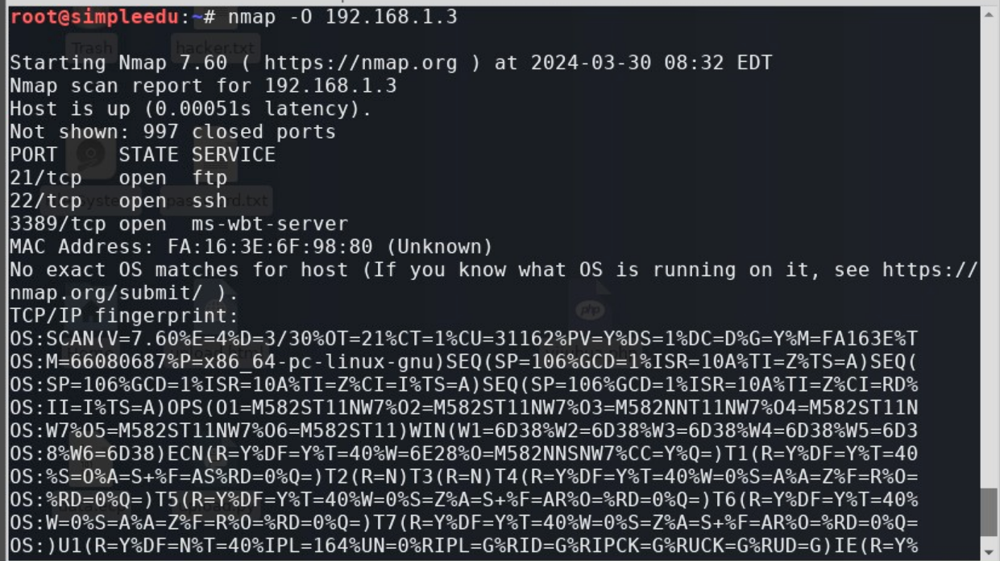 root@simpleedu:~# nmap -O 192.168.1.3
Starting Nmap 7.60 ( https://nmap.org ) at 2024-03-30 08:32 EDT
Nmap scan report for 192.168.1.3
Host is up (0.00051s latency).
Not shown: 997 closed ports
PORT     STATE SERVICE
21/tcp   open  ftp
22/tcp   open  ssh
3389/tcp open  ms-wbt-server
MAC Address: FA:16:3E:6F:98:80 (Unknown)
No exact OS matches for host (If you know what OS is running on it, see https://
nmap.org/submit/ ).
TCP/IP fingerprint:
OS:SCAN(V=7.60%E=4%D=3/30%OT=21%CT=1%CU=31162%PV=Y%DS=1%DC=D%G=Y%M=FA163E%T
OS:M=66080687%P=x86_64-pc-linux-gnu)SEQ(SP=106%GCD=1%ISR=10A%TI=Z%TS=A)SEQ(
OS:SP=106%GCD=1%ISR=10A%TI=Z%CI=I%TS=A)SEQ(SP=106%GCD=1%ISR=10A%TI=Z%CI=RD%
OS:II=I%TS=A)OPS(O1=M582ST11NW7%O2=M582ST11NW7%O3=M582NNT11NW7%O4=M582ST11N
OS:W7%O5=M582ST11NW7%O6=M582ST11)WIN(W1=6D38%W2=6D38%W3=6D38%W4=6D38%W5=6D3
OS:8%W6=6D38)ECN(R=Y%DF=Y%T=40%W=6E28%O=M582NNSNW7%CC=Y%Q=)T1(R=Y%DF=Y%T=40
OS:%S=O%A=S+%F=AS%RD=0%Q=)T2(R=N)T3(R=N)T4(R=Y%DF=Y%T=40%W=0%S=A%A=Z%F=R%O=
OS:%RD=0%Q=)T5(R=Y%DF=Y%T=40%W=0%S=Z%A=S+%F=AR%O=%RD=0%Q=)T6(R=Y%DF=Y%T=40%
OS:W=0%S=A%A=Z%F=R%O=%RD=0%Q=)T7(R=Y%DF=Y%T=40%W=0%S=Z%A=S+%F=AR%O=%RD=0%Q=
OS:)U1(R=Y%DF=N%T=40%IPL=164%UN=0%RIPL=G%RID=G%RIPCK=G%RUCK=G%RUD=G)IE(R=Y%
Trash
hacker.txt
php